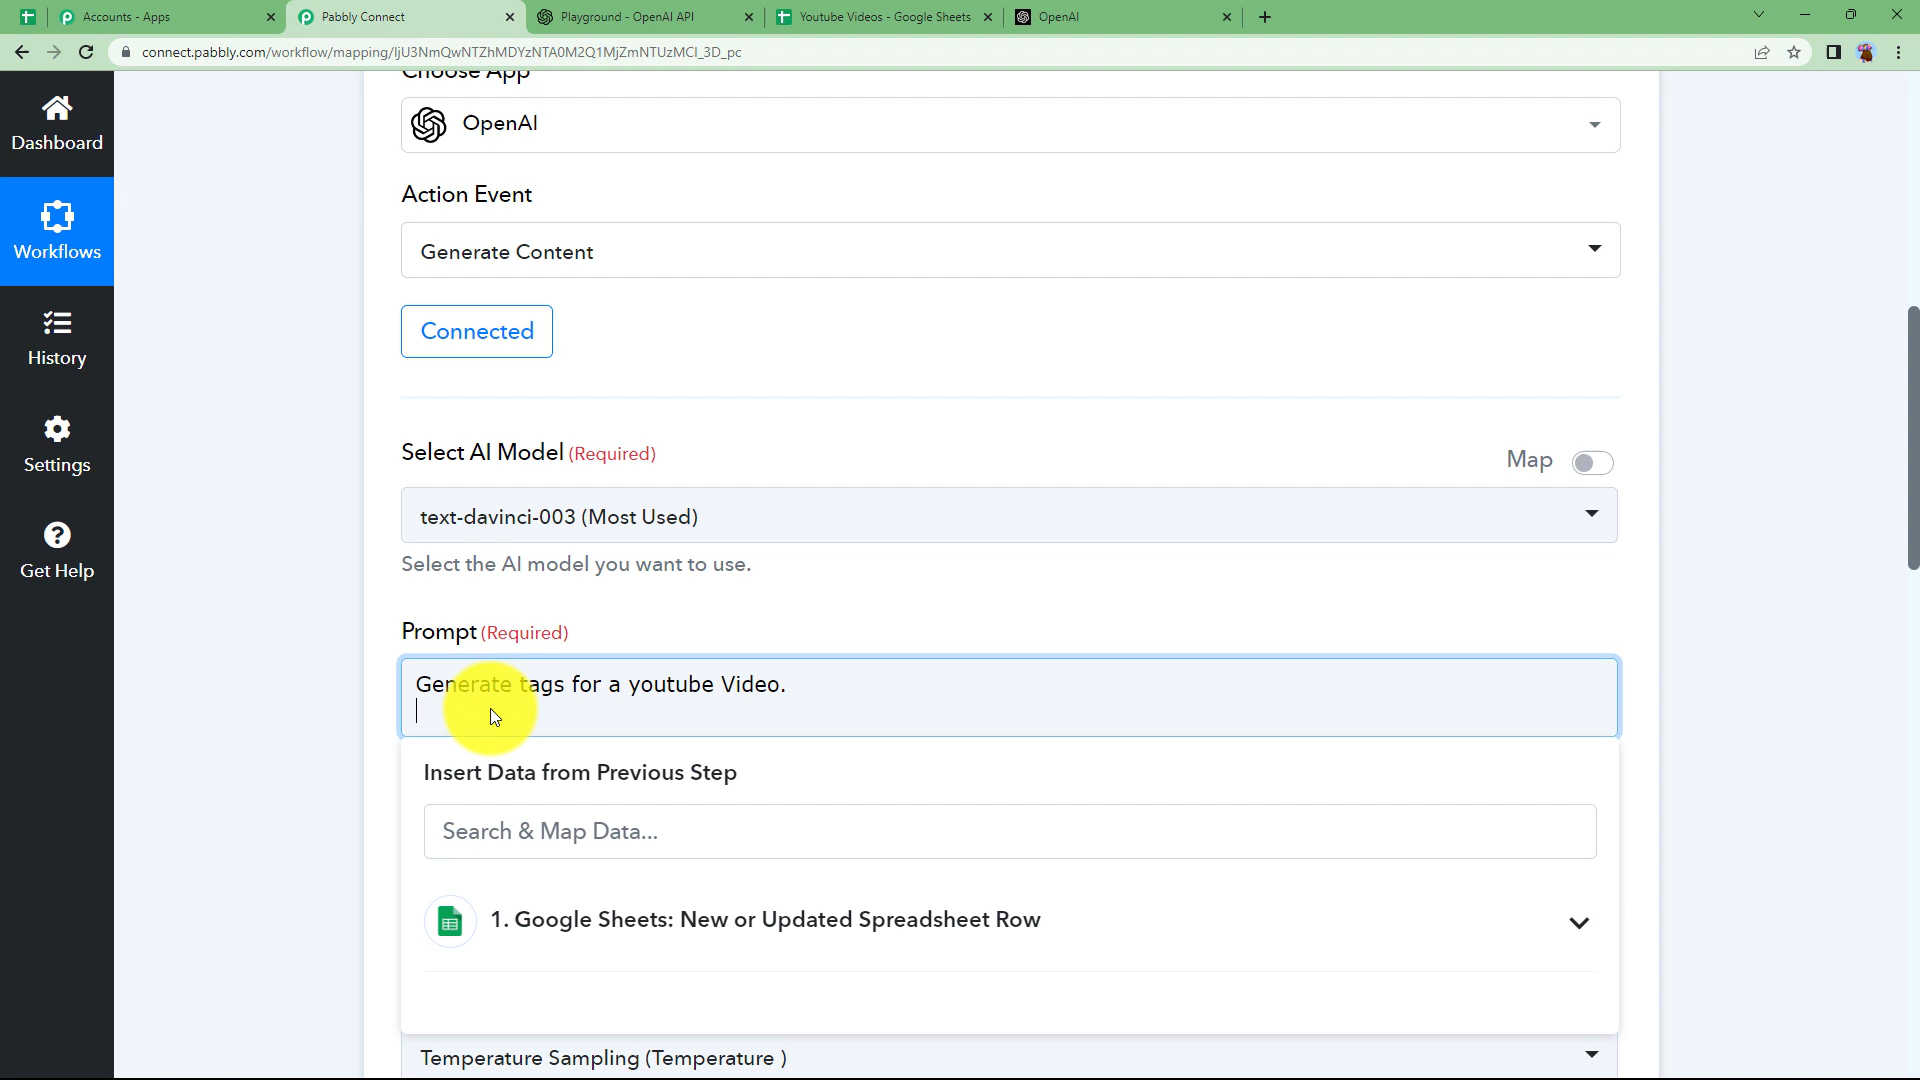 Accounts - Apps
Pabbly Connect
Playground - OpenAI API
Youtube Videos - Google Sheets
OpenAI
connect.pabbly.com/workflow/mapping/IjU3NmQwNTZhMDYzNTA0M2Q1MjZmNTUzMCI_3D_pc
Choose App
OpenAI
Dashboard
Action Event
Generate Content
Workflows
Connected
History
Select AI Model (Required)
Map
Settings
text-davinci-003 (Most Used)
Select the AI model you want to use.
Get Help
Prompt (Required)
Generate tags for a youtube Video.
Insert Data from Previous Step
Search & Map Data...
1. Google Sheets: New or Updated Spreadsheet Row
Temperature Sampling (Temperature )